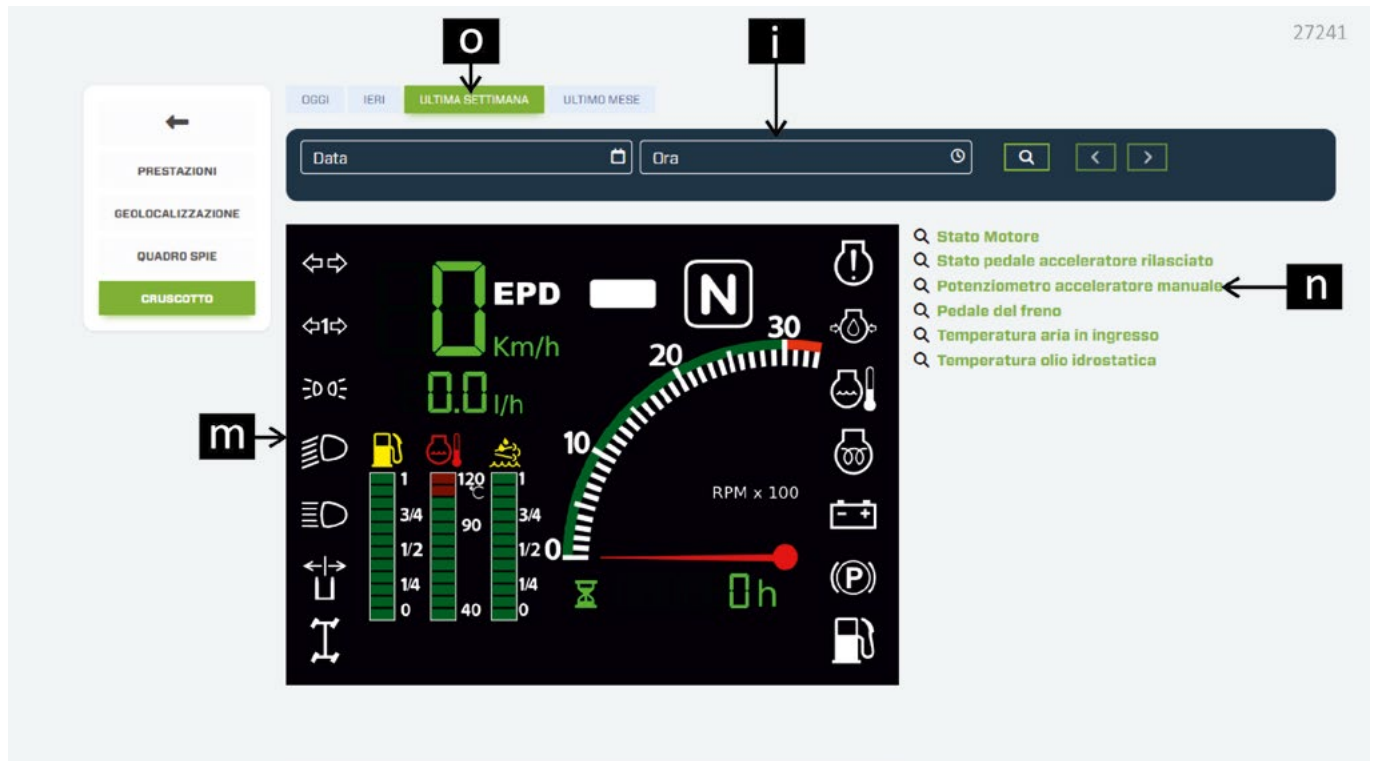 o
i
27241
OGGI IERI ULTIMA SETTIMANA ULTIMO MESE
Data Ora
PRESTAZIONI
GEOLOCALIZZAZIONE
QUADRO SPIE
CRUSCOTTO
Stato Motore
Stato pedale acceleratore rilasciato
Potenziometro acceleratore manuale
n
Pedale del freno
Temperatura aria in ingresso
Temperatura olio idrostatica
m
0 EPD N
Km/h
1
0.0 l/h
30
20
10
0
1 120 1
°C
3/4 90 3/4
1/2 1/2
1/4 1/4
0 40 0
RPM x 100
0 h
- +
(P)